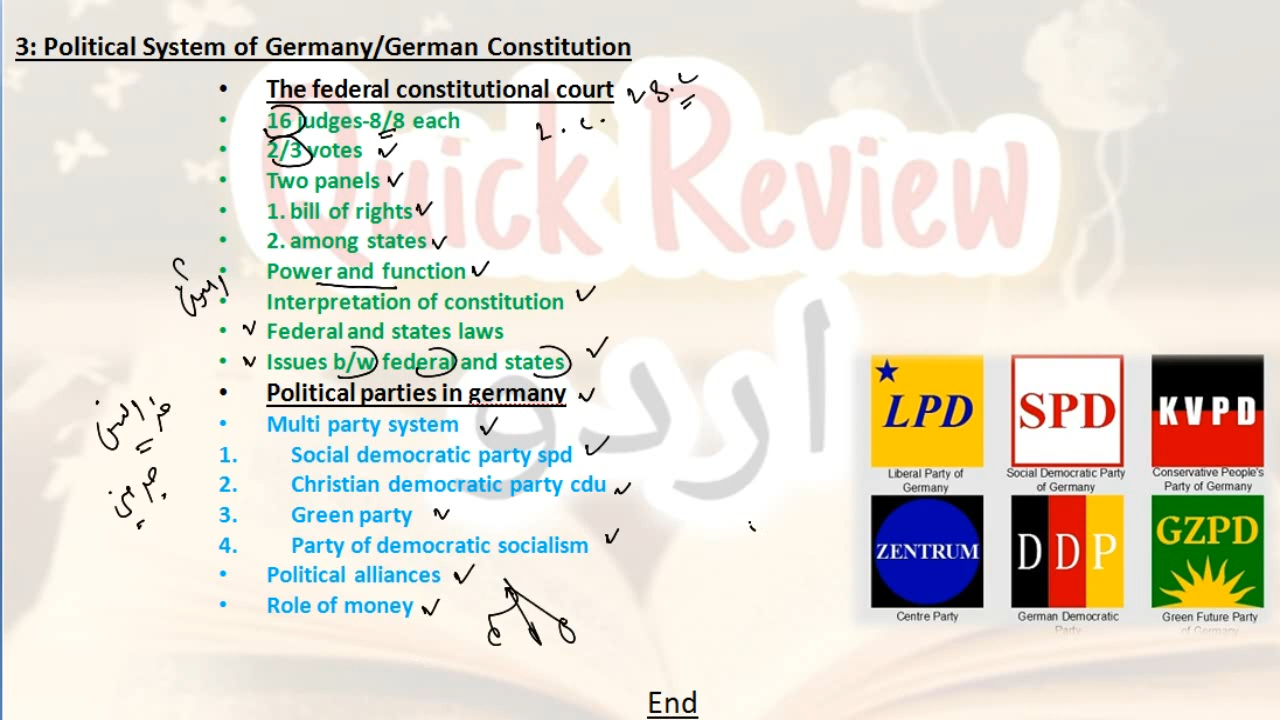 3: Political System of Germany/German Constitution
• The federal constitutional court
• 16 judges-8/8 each
• 2/3 votes
• Two panels
• 1. bill of rights
• 2. among states
• Power and function
• Interpretation of constitution
• Federal and states laws
• Issues b/w federal and states
• Political parties in germany
• Multi party system
1. Social democratic party spd
2. Christian democratic party cdu
3. Green party
4. Party of democratic socialism
• Political alliances
• Role of money
End
Quick Review
اردو
LPD
Liberal Party of
Germany
SPD
Social Democratic Party
of Germany
KVPD
Conservative People's
Party of Germany
ZENTRUM
Centre Party
DDP
German Democratic
Party
GZPD
Green Future Party
of Germany